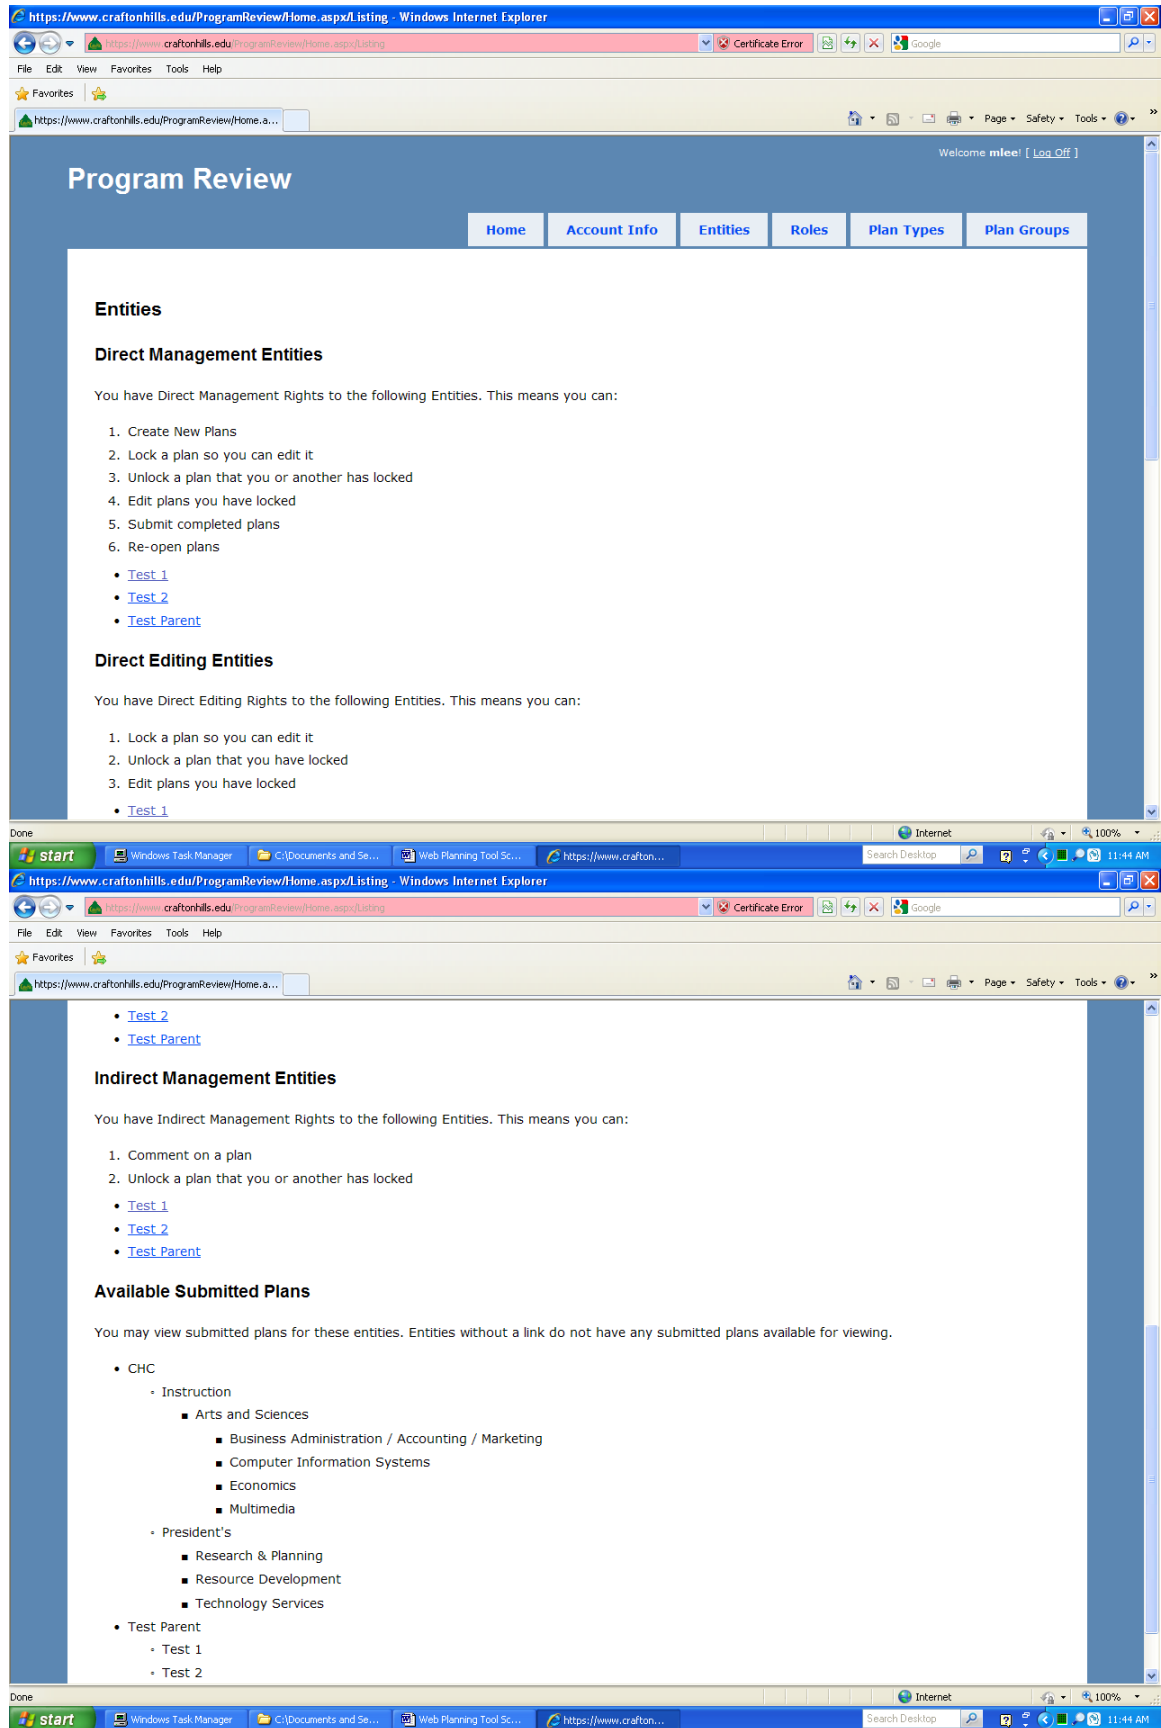 https://www.craftonhills.edu/ProgramReview/Home.aspx/Listing - Windows Internet Explorer
https://www.craftonhills.edu/ProgramReview/Home.aspx/Listing Certificate Error Google
File Edit View Favorites Tools Help
Favorites
https://www.craftonhills.edu/ProgramReview/Home.a... Page Safety Tools »
Welcome mlee! [ Log Off ]
Program Review
Home Account Info Entities Roles Plan Types Plan Groups
Entities
Direct Management Entities
You have Direct Management Rights to the following Entities. This means you can:
1. Create New Plans
2. Lock a plan so you can edit it
3. Unlock a plan that you or another has locked
4. Edit plans you have locked
5. Submit completed plans
6. Re-open plans
• Test 1
• Test 2
• Test Parent
Direct Editing Entities
You have Direct Editing Rights to the following Entities. This means you can:
1. Lock a plan so you can edit it
2. Unlock a plan that you have locked
3. Edit plans you have locked
• Test 1
Done Internet 100%
start Windows Task Manager C:\Documents and Se... Web Planning Tool Sc... https://www.crafton... Search Desktop 11:44 AM
https://www.craftonhills.edu/ProgramReview/Home.aspx/Listing - Windows Internet Explorer
https://www.craftonhills.edu/ProgramReview/Home.aspx/Listing Certificate Error Google
File Edit View Favorites Tools Help
Favorites
https://www.craftonhills.edu/ProgramReview/Home.a... Page Safety Tools »
• Test 2
• Test Parent
Indirect Management Entities
You have Indirect Management Rights to the following Entities. This means you can:
1. Comment on a plan
2. Unlock a plan that you or another has locked
• Test 1
• Test 2
• Test Parent
Available Submitted Plans
You may view submitted plans for these entities. Entities without a link do not have any submitted plans available for viewing.
• CHC
◦ Instruction
▪ Arts and Sciences
▪ Business Administration / Accounting / Marketing
▪ Computer Information Systems
▪ Economics
▪ Multimedia
◦ President's
▪ Research & Planning
▪ Resource Development
▪ Technology Services
• Test Parent
◦ Test 1
◦ Test 2
Done Internet 100%
start Windows Task Manager C:\Documents and Se... Web Planning Tool Sc... https://www.crafton... Search Desktop 11:44 AM